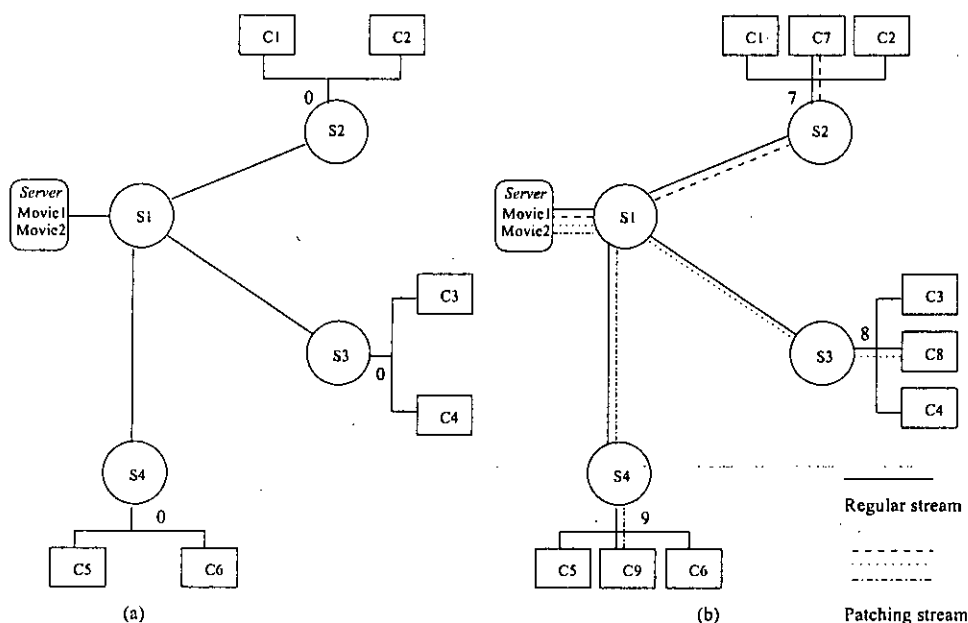 C1 C2
0
S2
Server
Movie1
Movie2
S1
C3
S3
0
C4
S4
0
C5 C6
(a)
C1 C7 C2
7
S2
Server
Movie1
Movie2
S1
C3
8
S3
C8
C4
S4
9
C5 C9 C6
(b)
Regular stream
Patching stream